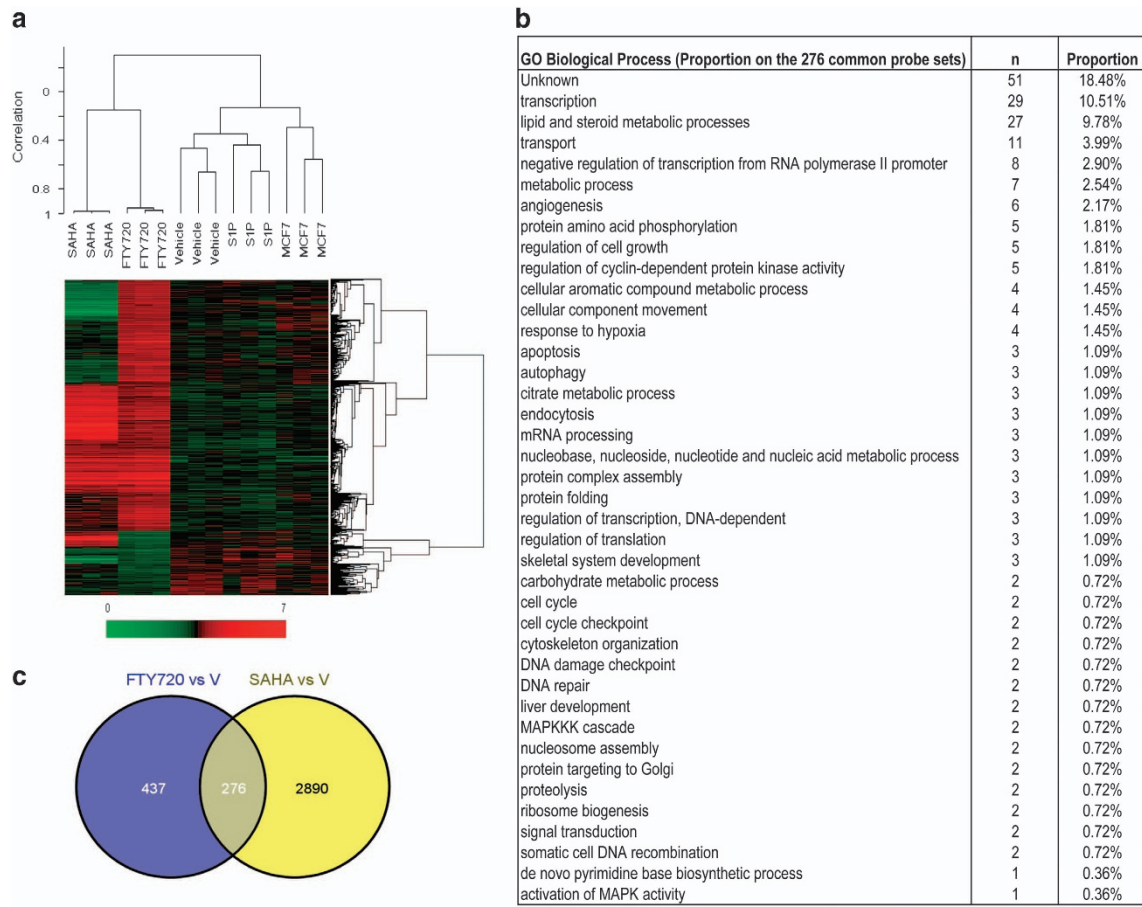 a
Correlation
0
0.4
0.6
0.8
1
SAHA
SAHA
SAHA
FTY720
FTY720
FTY720
Vehicle
Vehicle
Vehicle
S1P
S1P
S1P
MCF7
MCF7
MCF7
0 7
c
FTY720 vs V SAHA vs V
437 276 2890
b
GO Biological Process (Proportion on the 276 common probe sets) n Proportion
Unknown 51 18.48%
transcription 29 10.51%
lipid and steroid metabolic processes 27 9.78%
transport 11 3.99%
negative regulation of transcription from RNA polymerase II promoter 8 2.90%
metabolic process 7 2.54%
angiogenesis 6 2.17%
protein amino acid phosphorylation 5 1.81%
regulation of cell growth 5 1.81%
regulation of cyclin-dependent protein kinase activity 5 1.81%
cellular aromatic compound metabolic process 4 1.45%
cellular component movement 4 1.45%
response to hypoxia 4 1.45%
apoptosis 3 1.09%
autophagy 3 1.09%
citrate metabolic process 3 1.09%
endocytosis 3 1.09%
mRNA processing 3 1.09%
nucleobase, nucleoside, nucleotide and nucleic acid metabolic process 3 1.09%
protein complex assembly 3 1.09%
protein folding 3 1.09%
regulation of transcription, DNA-dependent 3 1.09%
regulation of translation 3 1.09%
skeletal system development 3 1.09%
carbohydrate metabolic process 2 0.72%
cell cycle 2 0.72%
cell cycle checkpoint 2 0.72%
cytoskeleton organization 2 0.72%
DNA damage checkpoint 2 0.72%
DNA repair 2 0.72%
liver development 2 0.72%
MAPKKK cascade 2 0.72%
nucleosome assembly 2 0.72%
protein targeting to Golgi 2 0.72%
proteolysis 2 0.72%
ribosome biogenesis 2 0.72%
signal transduction 2 0.72%
somatic cell DNA recombination 2 0.72%
de novo pyrimidine base biosynthetic process 1 0.36%
activation of MAPK activity 1 0.36%